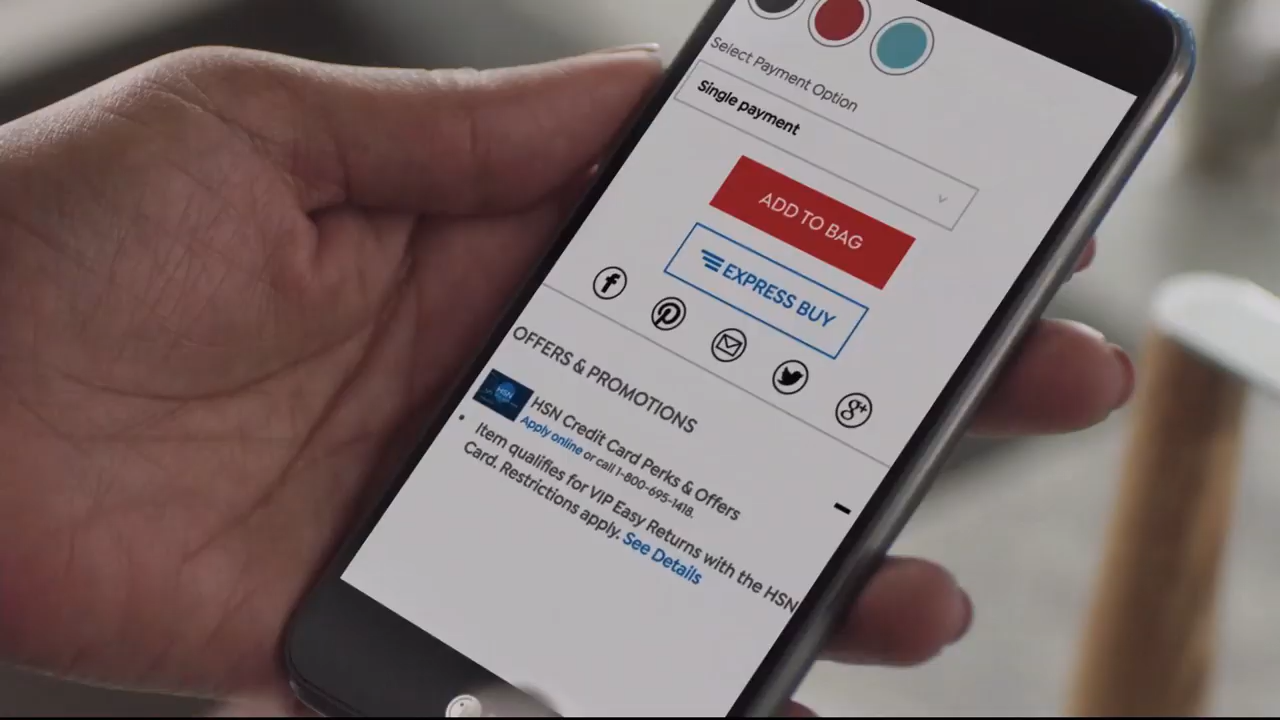 Select Payment Option
Single payment
ADD TO BAG
EXPRESS BUY
OFFERS & PROMOTIONS
HSN
HSN Credit Card Perks & Offers
Apply online or call 1-800-695-1418.
Item qualifies for VIP Easy Returns with the HSN
Card. Restrictions apply. See Details